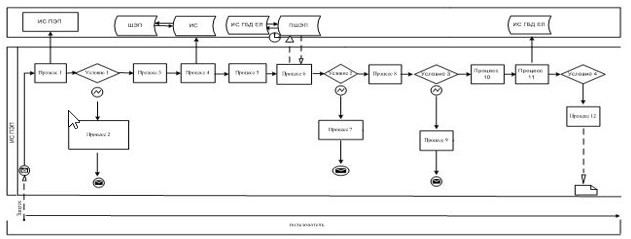 ИС ПЭП
ШЭП
ИС
ИС ГБД ЕЛ
ПШЭП
ИС ГБД ЕЛ
Процесс 1
Условие 1
Процесс 3
Процесс 4
Процесс 5
Процесс 6
Условие 2
Процесс 8
Условие 3
Процесс
10
Процесс
11
Условие 4
Процесс 2
Процесс 7
Процесс 9
Процесс 12
ИС ПЭП
пользователь